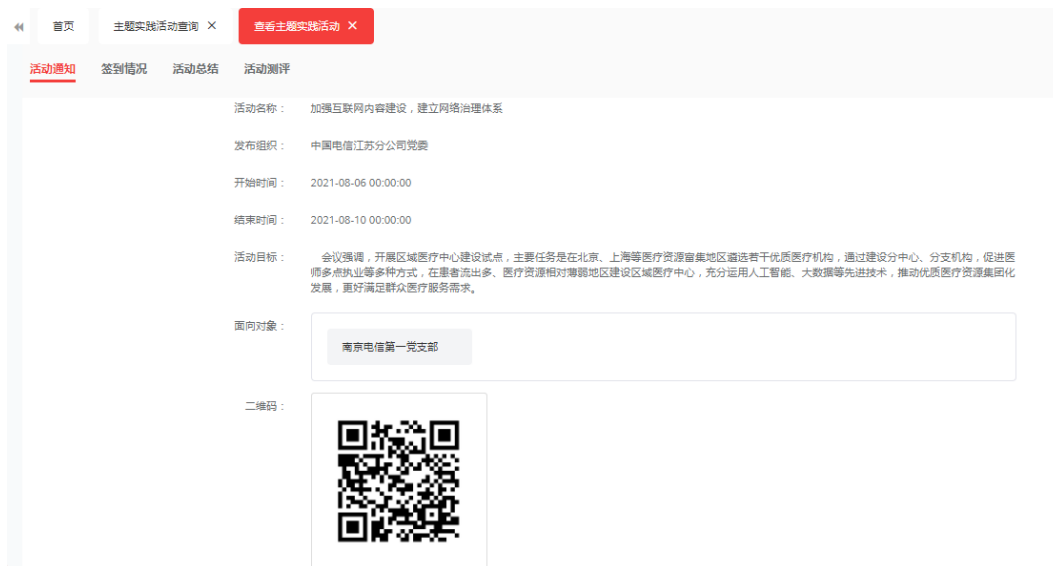 首页
主题实践活动查询
查看主题实践活动
活动通知
签到情况
活动总结
活动测评
活动名称：
加强互联网内容建设，建立网络治理体系
发布组织：
中国电信江苏分公司党委
开始时间：
2021-08-06 00:00:00
结束时间：
2021-08-10 00:00:00
活动目标：
会议强调，开展区域医疗中心建设试点，主要任务是在北京、上海等医疗资源富集地区遴选若干优质医疗机构，通过建设分中心、分支机构，促进医
师多点执业等多种方式，在患者流出多、医疗资源相对薄弱地区建设区域医疗中心，充分运用人工智能、大数据等先进技术，推动优质医疗资源集团化
发展，更好满足群众医疗服务需求。
面向对象：
南京电信第一党支部
二维码：